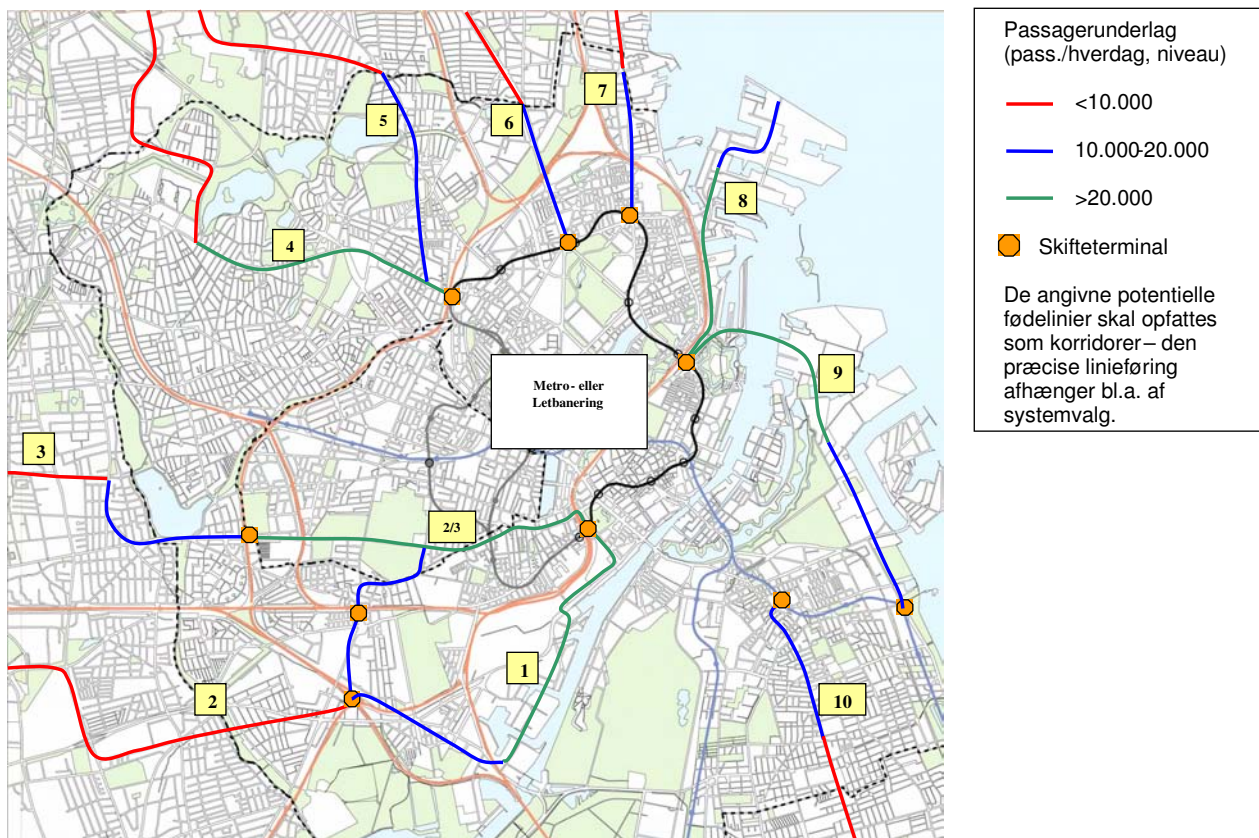 7
5
6
8
4
9
3
2/3
1
2
10
Metro- eller
Letbanering
Passagerunderlag
(pass./hverdag, niveau)
<10.000
10.000-20.000
>20.000
Skifteterminal
De angivne potentielle
fødelinier skal opfattes
som korridorer – den
præcise linieføring
afhænger bl.a. af
systemvalg.